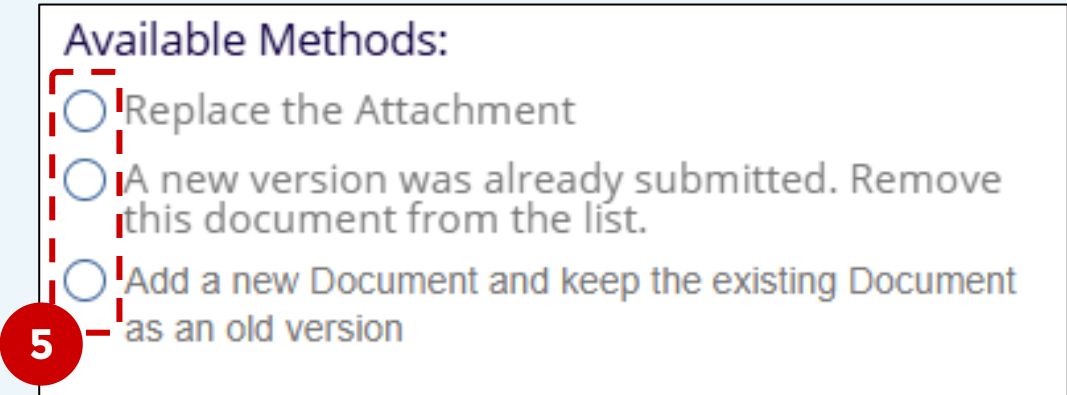 Available Methods:
Replace the Attachment
A new version was already submitted. Remove
this document from the list.
Add a new Document and keep the existing Document
as an old version
5